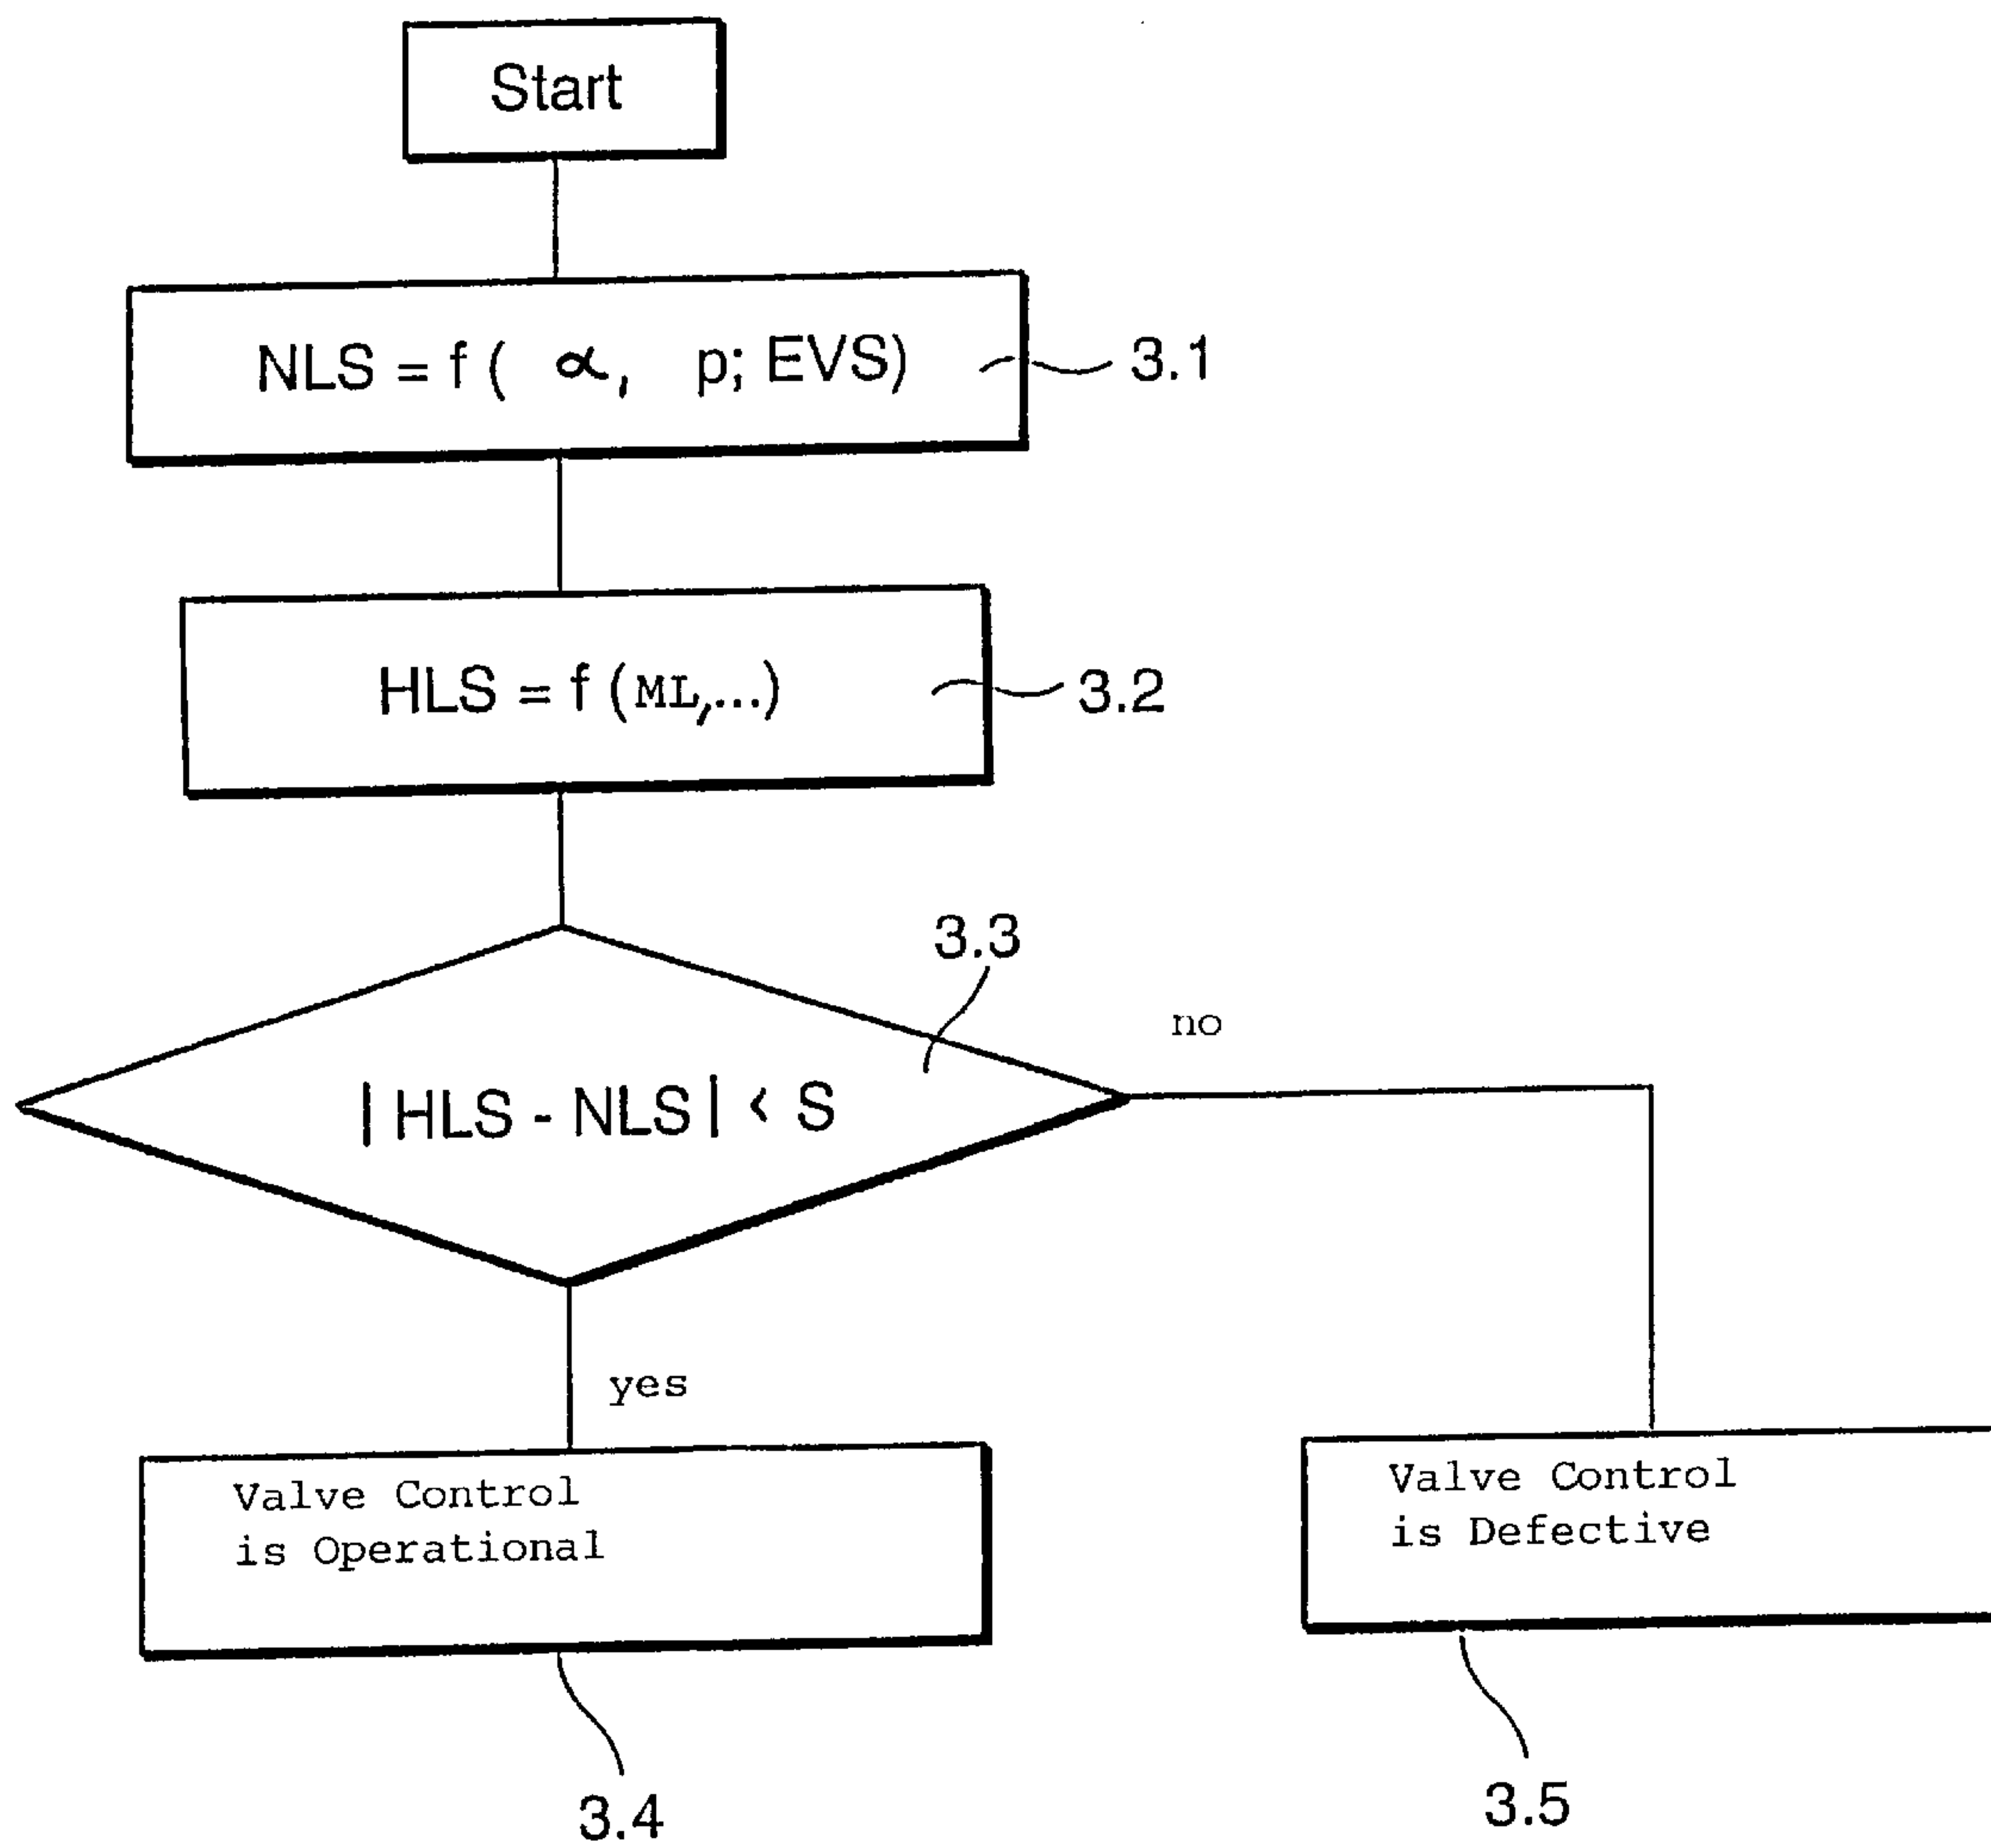 Start
NLS = f ( α, p; EVS)
3.1
HLS = f (ML,...)
3.2
3.3
no
| HLS - NLS | < S
yes
Valve Control
is Operational
Valve Control
is Defective
3.4
3.5